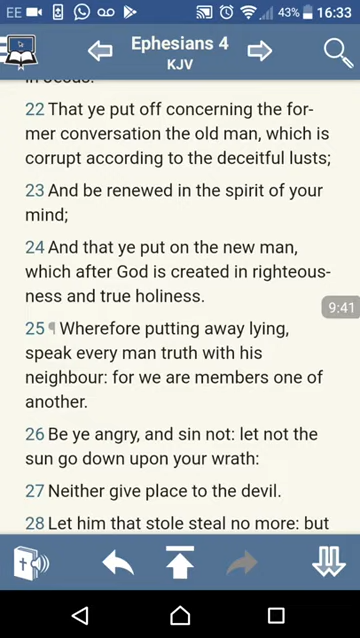 EE 43% 16:33
Ephesians 4
KJV
in Jesus:
22 That ye put off concerning the for-
mer conversation the old man, which is
corrupt according to the deceitful lusts;
23 And be renewed in the spirit of your
mind;
24 And that ye put on the new man,
which after God is created in righteous-
ness and true holiness.
9:41
25 ¶ Wherefore putting away lying,
speak every man truth with his
neighbour: for we are members one of
another.
26 Be ye angry, and sin not: let not the
sun go down upon your wrath:
27 Neither give place to the devil.
28 Let him that stole steal no more: but